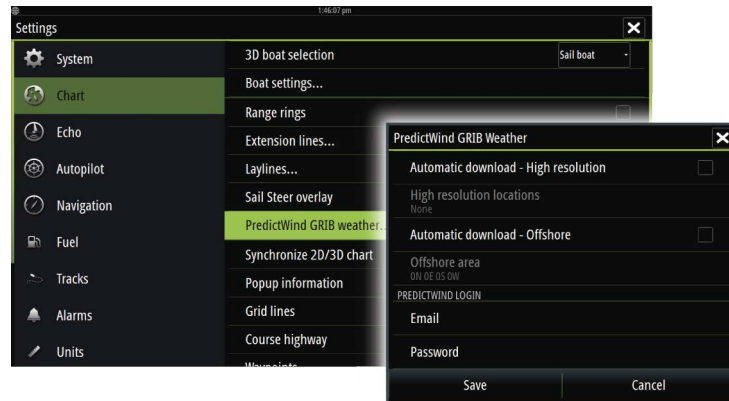 1:46:07 pm
Settings
System
Chart
Echo
Autopilot
Navigation
Fuel
Tracks
Alarms
Units
3D boat selection
Sail boat
Boat settings...
Range rings
Extension lines...
Laylines...
Sail Steer overlay
PredictWind GRIB weather...
Synchronize 2D/3D chart
Popup information
Grid lines
Course highway
Waypoints
PredictWind GRIB Weather
Automatic download - High resolution
High resolution locations
None
Automatic download - Offshore
Offshore area
0N 0E 0S 0W
PREDICTWIND LOGIN
Email
Password
Save Cancel